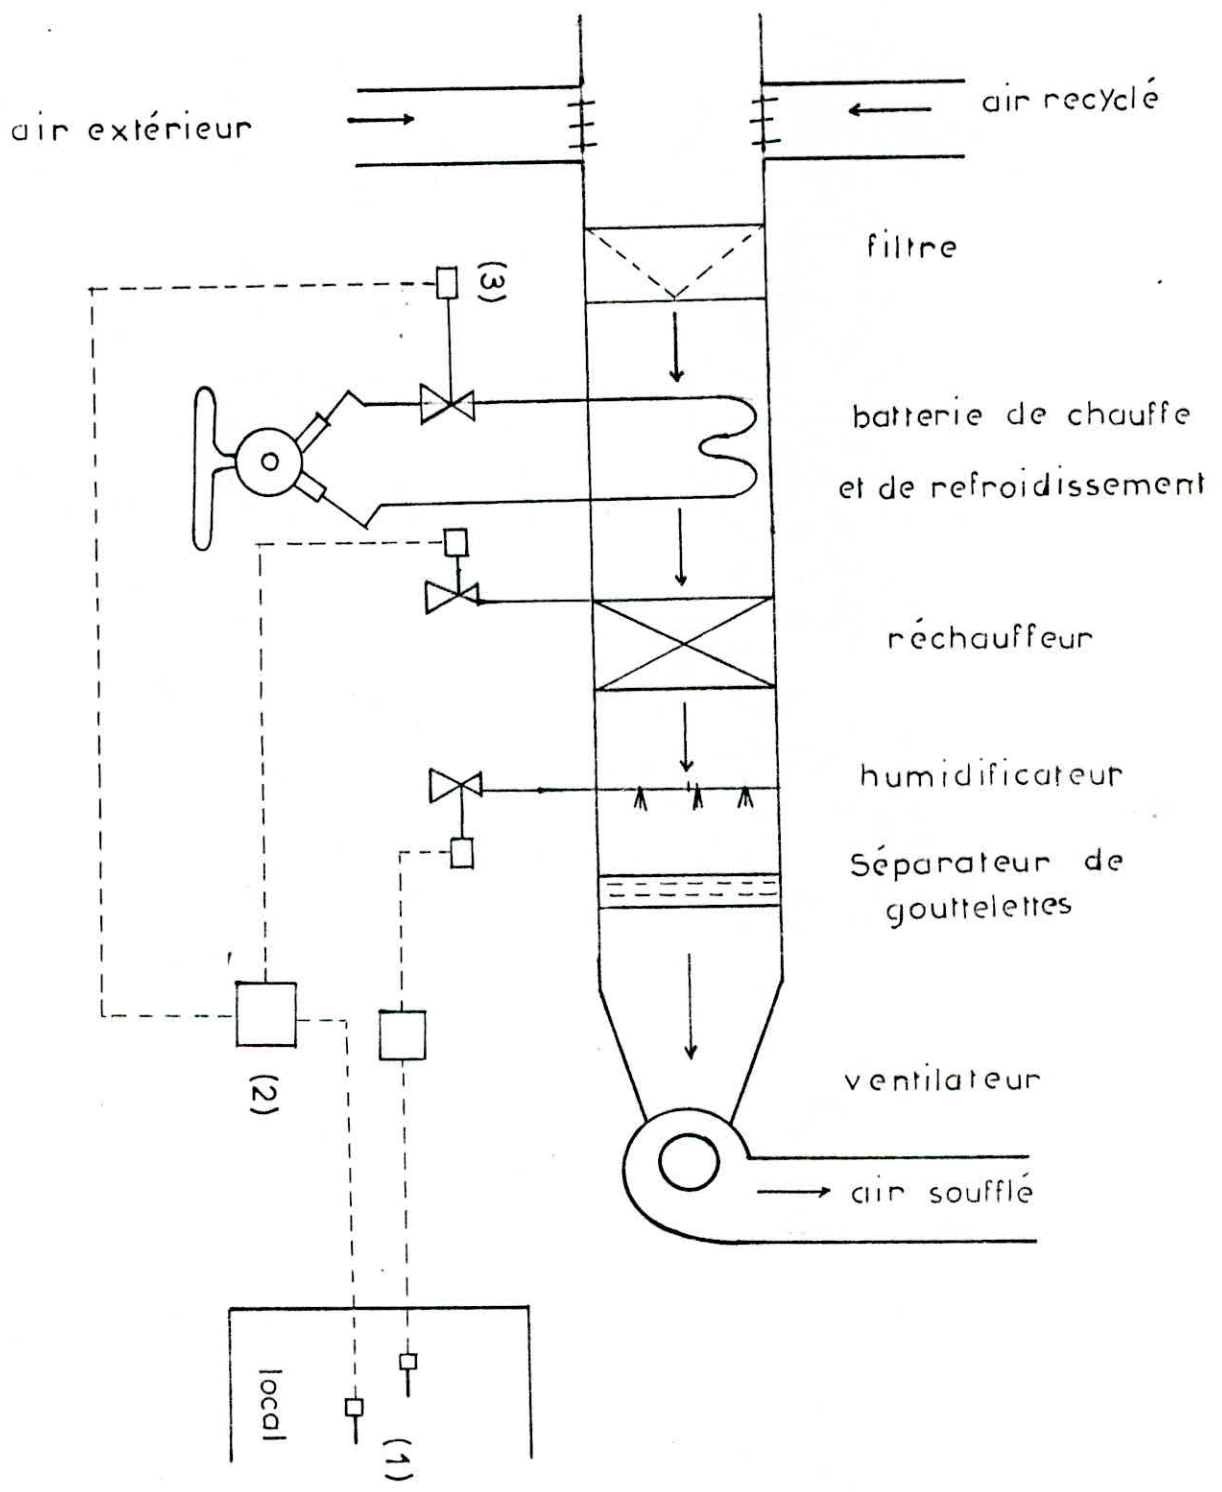 air extérieur
air recyclé
filtre
(3)
batterie de chauffe
et de refroidissement
réchauffeur
humidificateur
Séparateur de
gouttelettes
(2)
ventilateur
air soufflé
local
(1)